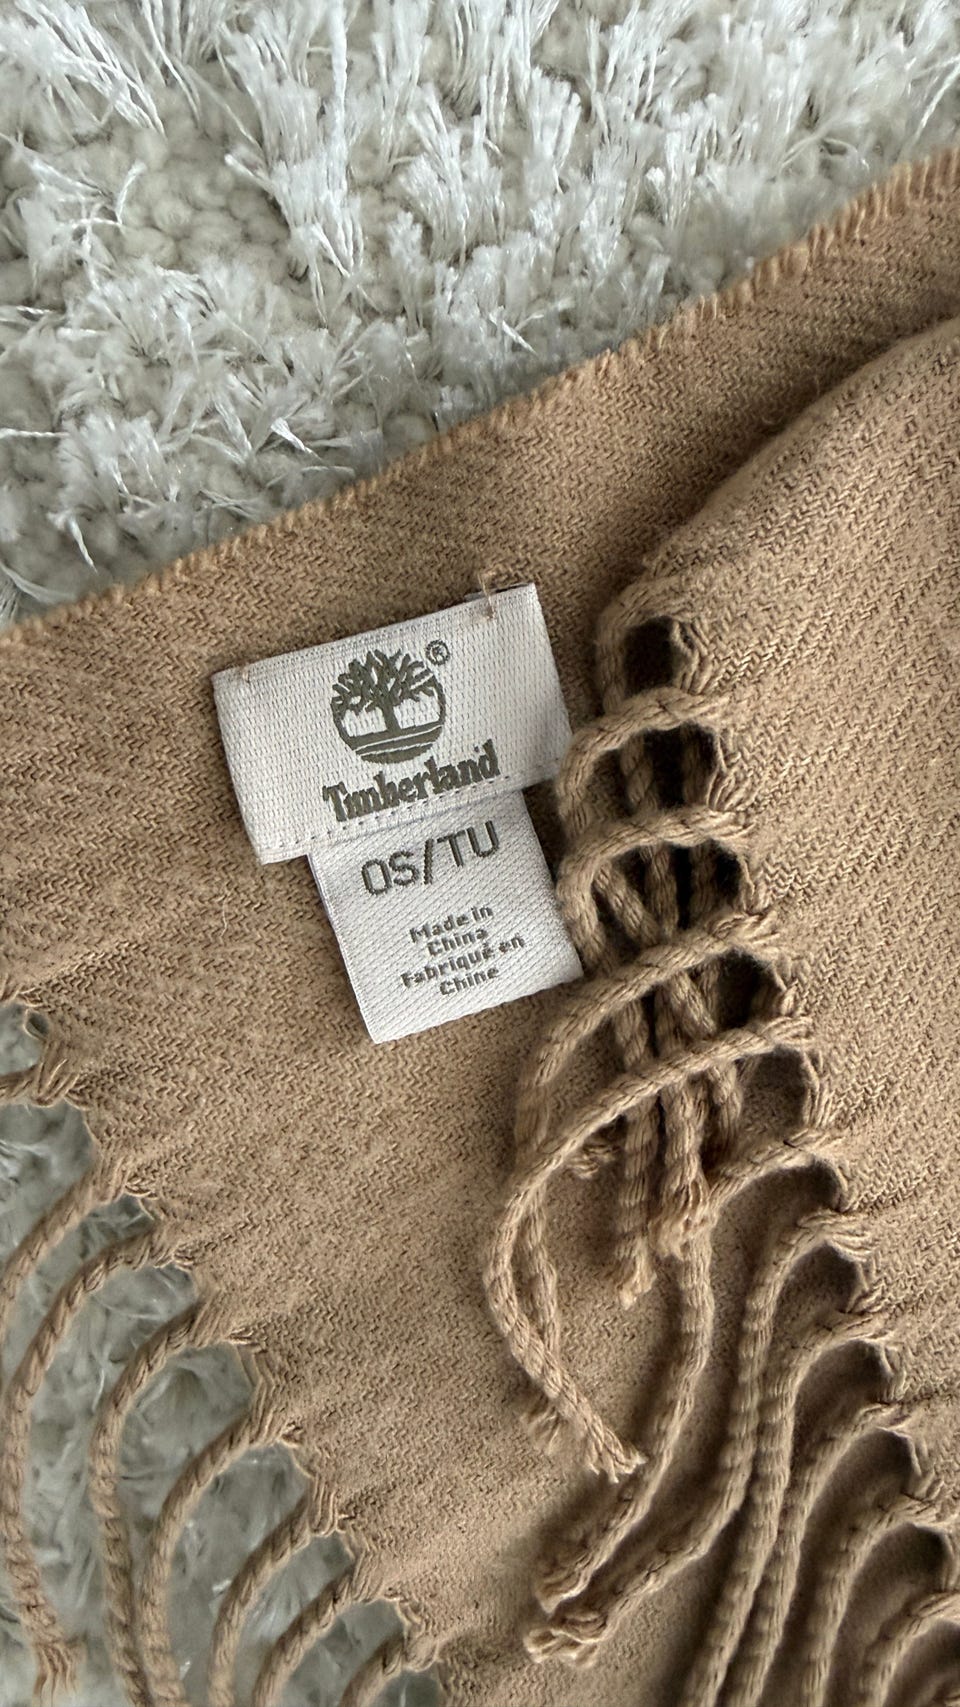 ®
Timberland
OS/TU
Made in
China
Fabriqué en
Chine